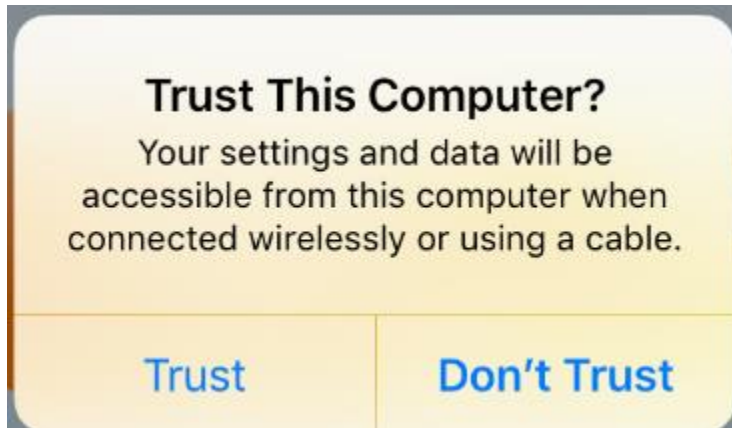 Trust This Computer?
Your settings and data will be
accessible from this computer when
connected wirelessly or using a cable.
Trust
Don’t Trust